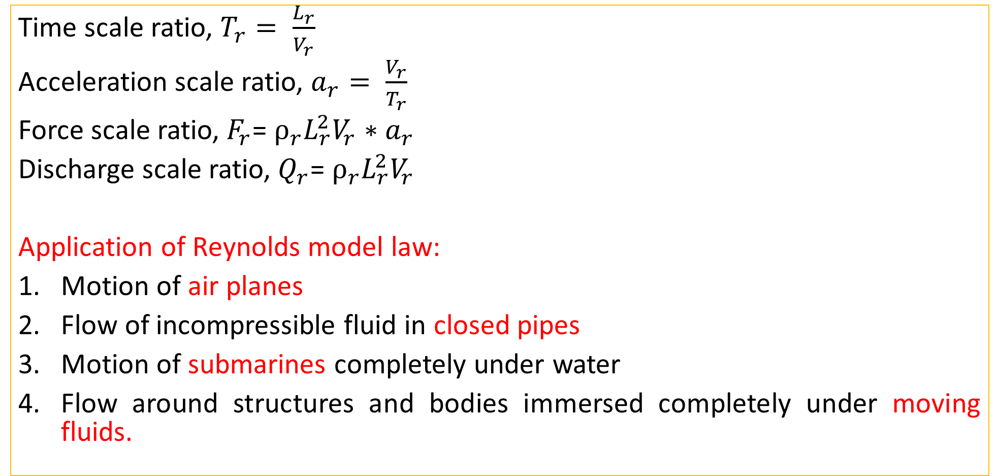 Time scale ratio, $T_r = \frac{L_r}{V_r}$
Acceleration scale ratio, $a_r = \frac{V_r}{T_r}$
Force scale ratio, $F_r = \rho_r L_r^2 V_r * a_r$
Discharge scale ratio, $Q_r = \rho_r L_r^2 V_r$
Application of Reynolds model law:
1. Motion of air planes
2. Flow of incompressible fluid in closed pipes
3. Motion of submarines completely under water
4. Flow around structures and bodies immersed completely under moving
fluids.